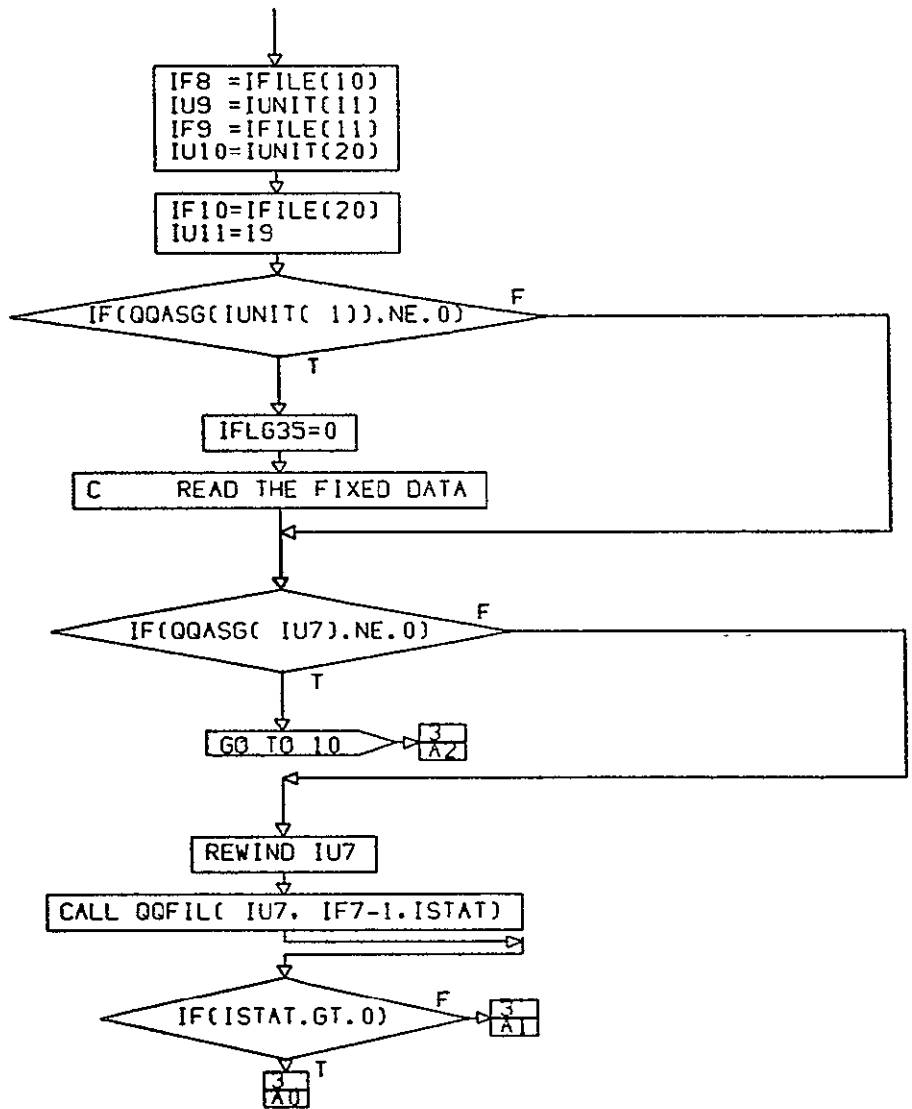 IF8 =IFILE(10)
IU9 =IUNIT(11)
IF9 =IFILE(11)
IU10=IUNIT(20)
IF10=IFILE(20)
IU11=19
IF(QQASG(IUNIT( 1)).NE.0)
F
T
IFLG35=0
C READ THE FIXED DATA
IF(QQASG( IU7).NE.0)
F
T
GO TO 10
3
A2
REWIND IU7
CALL QQFIL( IU7, IF7-1,ISTAT)
IF(ISTAT.GT.0)
F
3
A1
T
3
A0